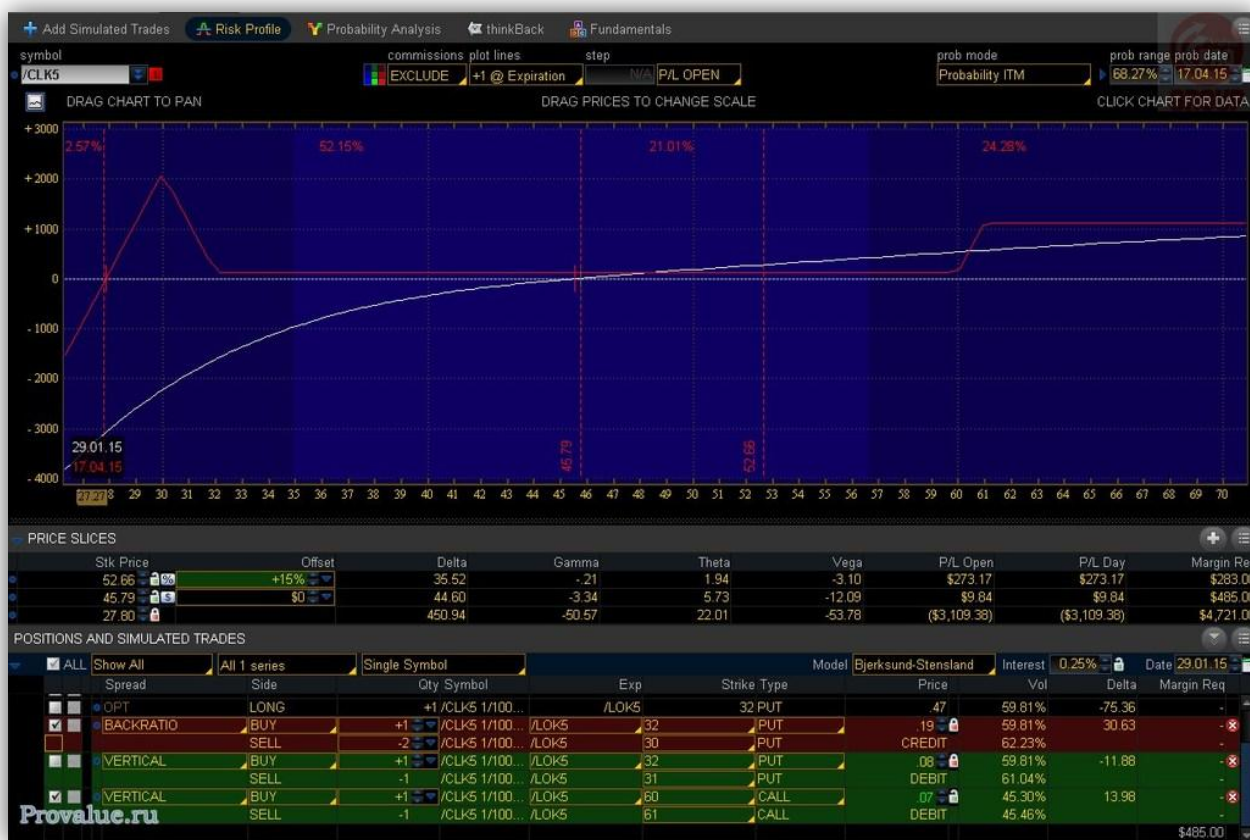 Add Simulated Trades Risk Profile Probability Analysis thinkBack Fundamentals
symbol commissions plot lines step prob mode prob range prob date
/CLK5 EXCLUDE +1 @ Expiration N/A P/L OPEN Probability ITM 68.27% 17.04.15
DRAG CHART TO PAN DRAG PRICES TO CHANGE SCALE CLICK CHART FOR DATA
+3000
2.57% 52.15% 21.01% 24.28%
+2000
+1000
0
- 1000
- 2000
- 3000
- 4000
29.01.15
17.04.15
45.79
52.66
27.27 8 29 30 31 32 33 34 35 36 37 38 39 40 41 42 43 44 45 46 47 48 49 50 51 52 53 54 55 56 57 58 59 60 61 62 63 64 65 66 67 68 69 70
PRICE SLICES
Stk Price Offset Delta Gamma Theta Vega P/L Open P/L Day Margin Re
52.66 % +15% 35.52 -.21 1.94 -3.10 $273.17 $273.17 $283.0
45.79 $ $0 44.60 -3.34 5.73 -12.09 $9.84 $9.84 $485.0
27.80 450.94 -50.57 22.01 -53.78 ($3,109.38) ($3,109.38) $4,721.0
POSITIONS AND SIMULATED TRADES
ALL Show All All 1 series Single Symbol Model Bjerksund-Stensland Interest 0.25% Date 29.01.15
Spread Side Qty Symbol Exp Strike Type Price Vol Delta Margin Req
OPT LONG +1 /CLK5 1/100... /LOK5 32 PUT .47 59.81% -75.36 -
BACKRATIO BUY +1 /CLK5 1/100... /LOK5 32 PUT .19 59.81% 30.63 -
SELL -2 /CLK5 1/100... /LOK5 30 PUT CREDIT 62.23% -
VERTICAL BUY +1 /CLK5 1/100... /LOK5 32 PUT .08 59.81% -11.88 -
SELL -1 /CLK5 1/100... /LOK5 31 PUT DEBIT 61.04% -
VERTICAL BUY +1 /CLK5 1/100... /LOK5 60 CALL .07 45.30% 13.98 -
SELL -1 /CLK5 1/100... /LOK5 61 CALL DEBIT 45.46% -
$485.00
Provalue.ru